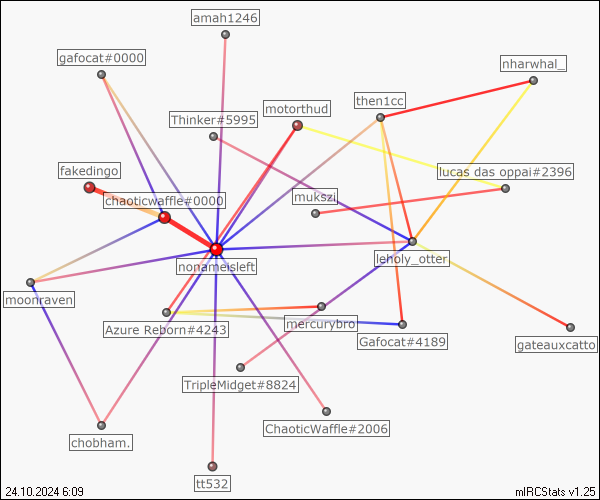 amah1246
gafocat#0000
nharwhal_
then1cc
motorthud
Thinker#5995
fakedingo
lucas das oppai#2396
chaoticwaffle#0000
mukszi
nonameisleft
leholy_otter
moonraven
Azure Reborn#4243
mercurybro
Gafocat#4189
gateauxcatto
TripleMidget#8824
ChaoticWaffle#2006
chobham.
tt532
24.10.2024 6:09
mIRCStats v1.25